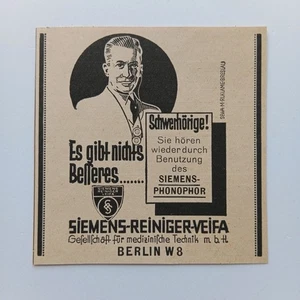 Es gibt nichts
Besseres.......
Schwerhörige!
Sie hören
wieder durch
Benutzung
des
SIEMENS-
PHONOPHOR
SIEMENS-REINIGER-VEIFA
Gesellschaft für medizinische Technik m.b.H.
BERLIN W8